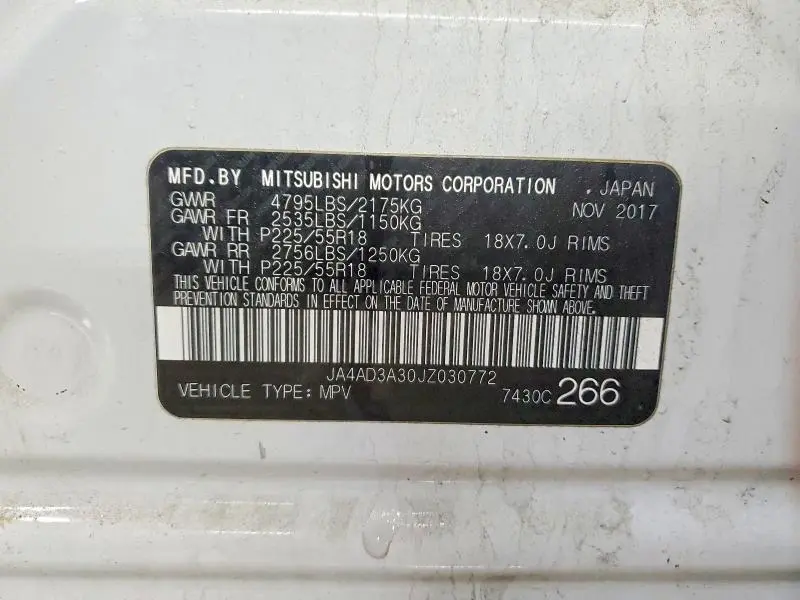 MFD.BY MITSUBISHI MOTORS CORPORATION . JAPAN
GVWR 4795LBS/2175KG NOV 2017
GAWR FR 2535LBS/1150KG
WITH P225/55R18 TIRES 18X7.0J RIMS
GAWR RR 2756LBS/1250KG
WITH P225/55R18 TIRES 18X7.0J RIMS
THIS VEHICLE CONFORMS TO ALL APPLICABLE FEDERAL MOTOR VEHICLE SAFETY AND THEFT
PREVENTION STANDARDS IN EFFECT ON THE DATE OF MANUFACTURE SHOWN ABOVE.
JA4AD3A30JZ030772
VEHICLE TYPE: MPV 7430C 266